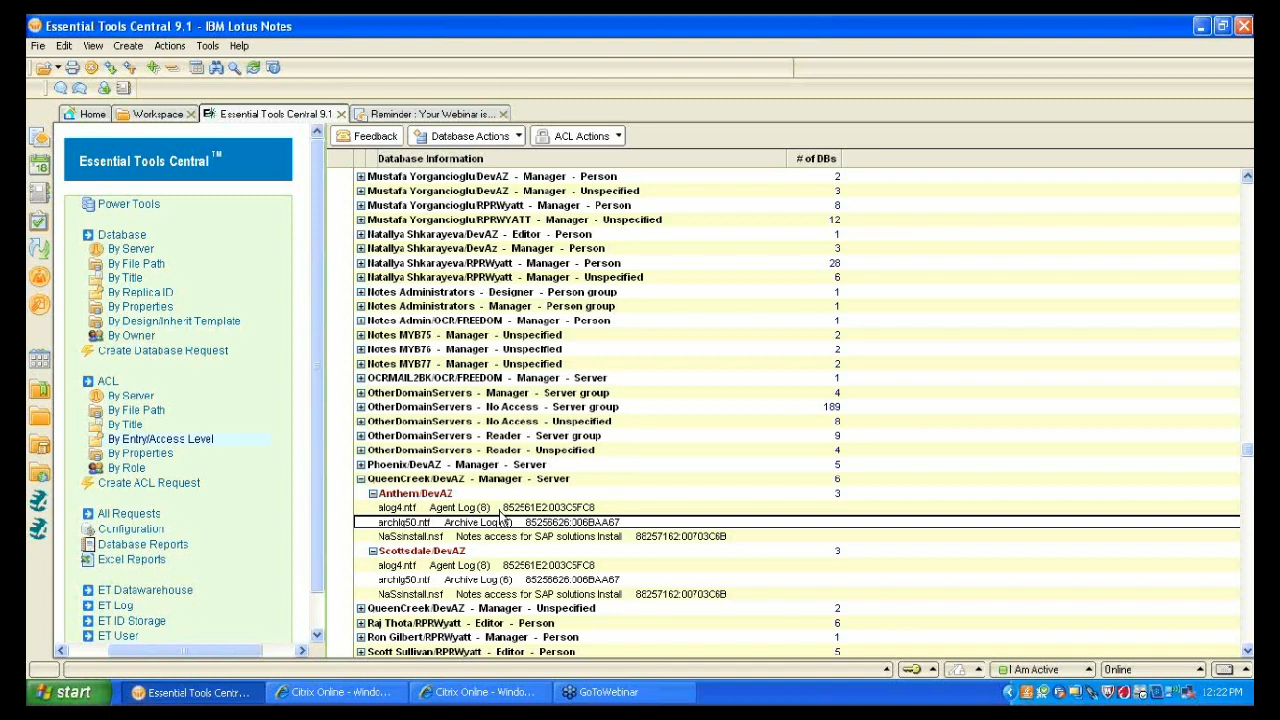 Essential Tools Central 9.1 - IBM Lotus Notes
File Edit View Create Actions Tools Help
Home Workspace Essential Tools Central 9.1 Reminder : Your Webinar is...
Essential Tools Central ™
Power Tools
Database
By Server
By File Path
By Title
By Replica ID
By Properties
By Design/Inherit Template
By Owner
Create Database Request
ACL
By Server
By File Path
By Title
By Entry/Access Level
By Properties
By Role
Create ACL Request
All Requests
Configuration
Database Reports
Excel Reports
ET Datawarehouse
ET Log
ET ID Storage
ET User
Feedback Database Actions ACL Actions
Database Information # of DBs
Mustafa Yorgancioglu/DevAZ - Manager - Person 2
Mustafa Yorgancioglu/DevAZ - Manager - Unspecified 3
Mustafa Yorgancioglu/RPRWyatt - Manager - Person 8
Mustafa Yorgancioglu/RPRWYATT - Manager - Unspecified 12
Natallya Shkarayeva/DevAZ - Editor - Person 1
Natallya Shkarayeva/DevAz - Manager - Person 3
Natallya Shkarayeva/RPRWyatt - Manager - Person 28
Natallya Shkarayeva/RPRWyatt - Manager - Unspecified 6
Notes Administrators - Designer - Person group 1
Notes Administrators - Manager - Person group 1
Notes Admin/OCR/FREEDOM - Manager - Person 1
Notes MYB75 - Manager - Unspecified 2
Notes MYB76 - Manager - Unspecified 2
Notes MYB77 - Manager - Unspecified 2
OCRMAIL2BK/OCR/FREEDOM - Manager - Server 1
OtherDomainServers - Manager - Server group 4
OtherDomainServers - No Access - Server group 189
OtherDomainServers - No Access - Unspecified 8
OtherDomainServers - Reader - Server group 9
OtherDomainServers - Reader - Unspecified 4
Phoenix/DevAZ - Manager - Server 5
QueenCreek/DevAZ - Manager - Server 6
Anthem/DevAZ 3
alog4.ntf Agent Log (8) 852561E2:003C5FC8
archlg50.ntf Archive Log 85256626:006BAA67
NaSsinstall.nsf Notes access for SAP solutions Install 88257162:00703C6B
Scottsdale/DevAZ 3
alog4.ntf Agent Log (8) 852561E2:003C5FC8
archlg50.ntf Archive Log (6) 85256626:006BAA67
NaSsinstall.nsf Notes access for SAP solutions Install 88257162:00703C6B
QueenCreek/DevAZ - Manager - Unspecified 2
Raj Thota/RPRWyatt - Editor - Person 6
Ron Gilbert/RPRWyatt - Manager - Person 1
Scott Sullivan/RPRWyatt - Editor - Person 5
I Am Active Online
start Essential Tools Centr... Citrix Online - Windo... Citrix Online - Windo... GoToWebinar 12:22 PM